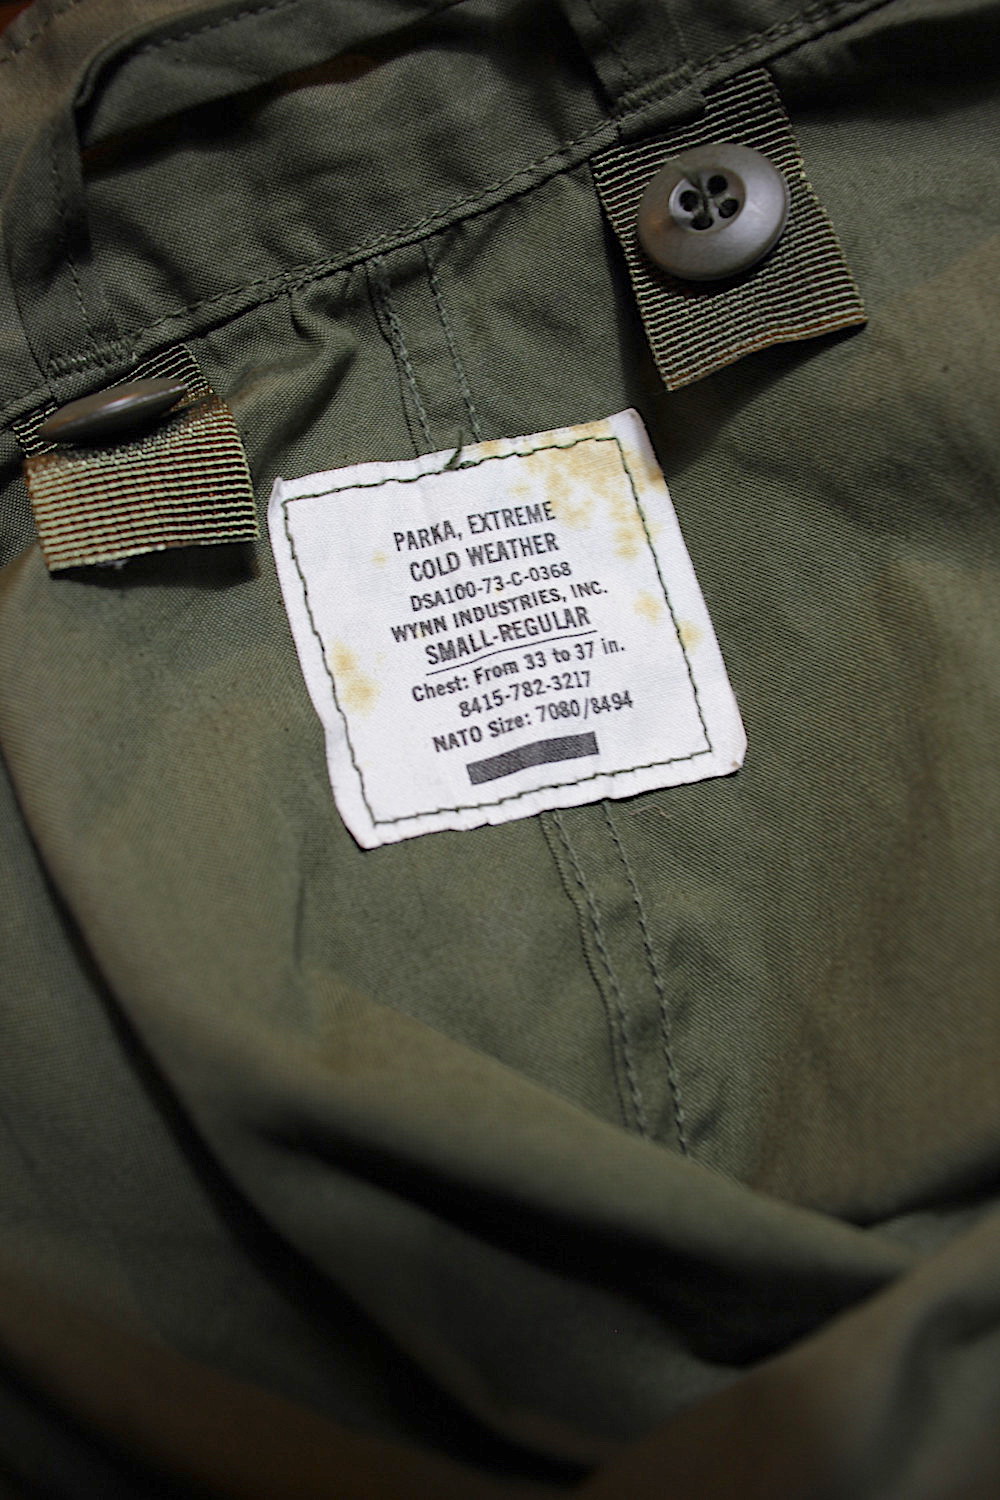 PARKA, EXTREME
COLD WEATHER
DSA100-73-C-0368
WYNN INDUSTRIES, INC.
SMALL-REGULAR
Chest: From 33 to 37 in.
8415-782-3217
NATO Size: 7080/8494